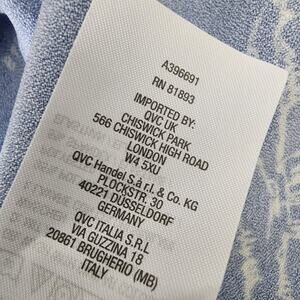 A396691
RN 81893
IMPORTED BY:
QVC UK
CHISWICK PARK
566 CHISWICK HIGH ROAD
LONDON
W4 5XU
QVC Handel S.à r.l. & Co. KG
PLOCKSTR. 30
40221 DÜSSELDORF
GERMANY
QVC ITALIA S.R.L
VIA GUZZINA 18
20861 BRUGHERIO (MB)
ITALY